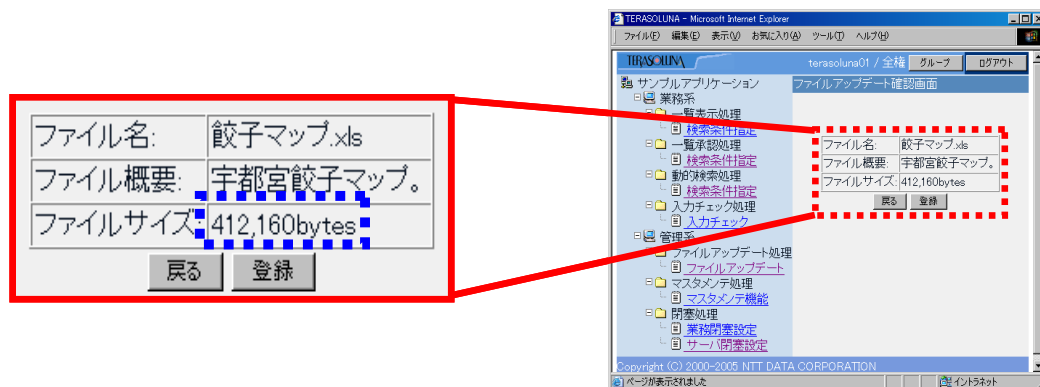 ファイル名: 餃子マップ.xls
ファイル概要: 宇都宮餃子マップ。
ファイルサイズ: 412,160bytes
戻る 登録
TERASOLUNA - Microsoft Internet Explorer
ファイル(F) 編集(E) 表示(V) お気に入り(A) ツール(T) ヘルプ(H)
TERASOLUNA
terasoluna01 / 全権 グループ ログアウト
サンプルアプリケーション
ファイルアップデート確認画面
業務系
一覧表示処理
検索条件指定
一覧承認処理
検索条件指定
動的検索処理
検索条件指定
入力チェック処理
入力チェック
管理系
ファイルアップデート処理
ファイルアップデート
マスタメンテ処理
マスタメンテ機能
閉塞処理
業務閉塞設定
サーバ閉塞設定
ファイル名: 餃子マップ.xls
ファイル概要: 宇都宮餃子マップ。
ファイルサイズ: 412,160bytes
戻る 登録
Copyright (C) 2000-2005 NTT DATA CORPORATION
ページが表示されました
イントラネット